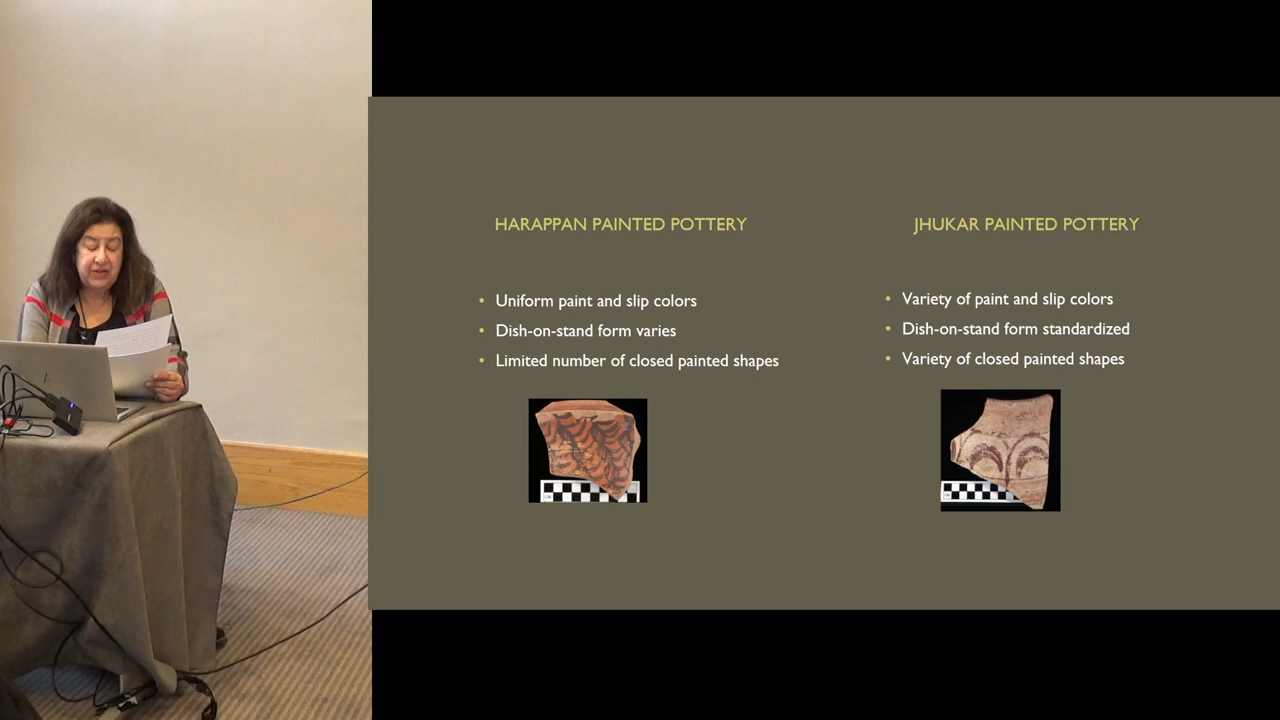 HARAPPAN PAINTED POTTERY
Uniform paint and slip colors
Dish-on-stand form varies
Limited number of closed painted shapes
JHUKAR PAINTED POTTERY
Variety of paint and slip colors
Dish-on-stand form standardized
Variety of closed painted shapes